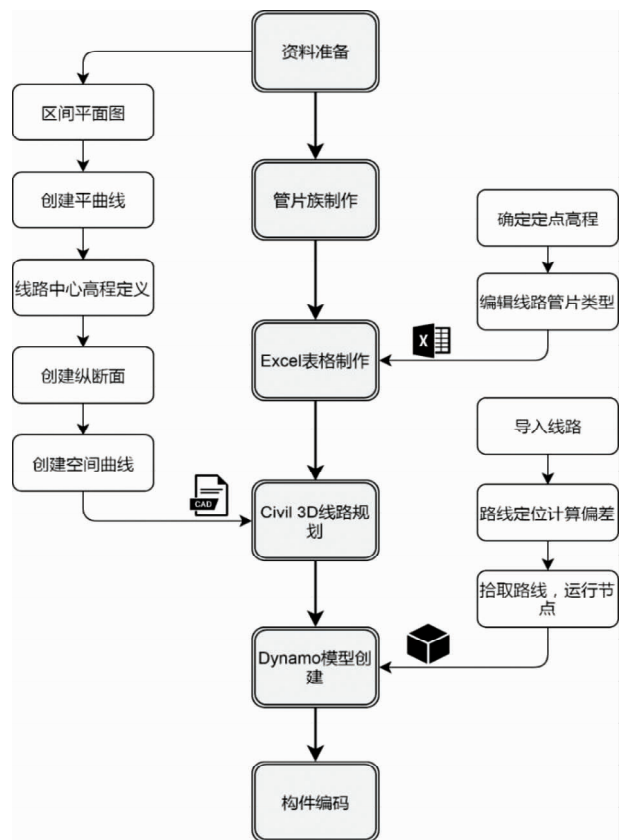 资料准备
区间平面图
创建平曲线
管片族制作
确定定点高程
线路中心高程定义
编辑线路管片类型
X
Excel表格制作
创建纵断面
导入线路
创建空间曲线
CAD
Civil 3D线路规
划
路线定位计算偏差
拾取路线，运行节
点
Dynamo模型创
建
构件编码